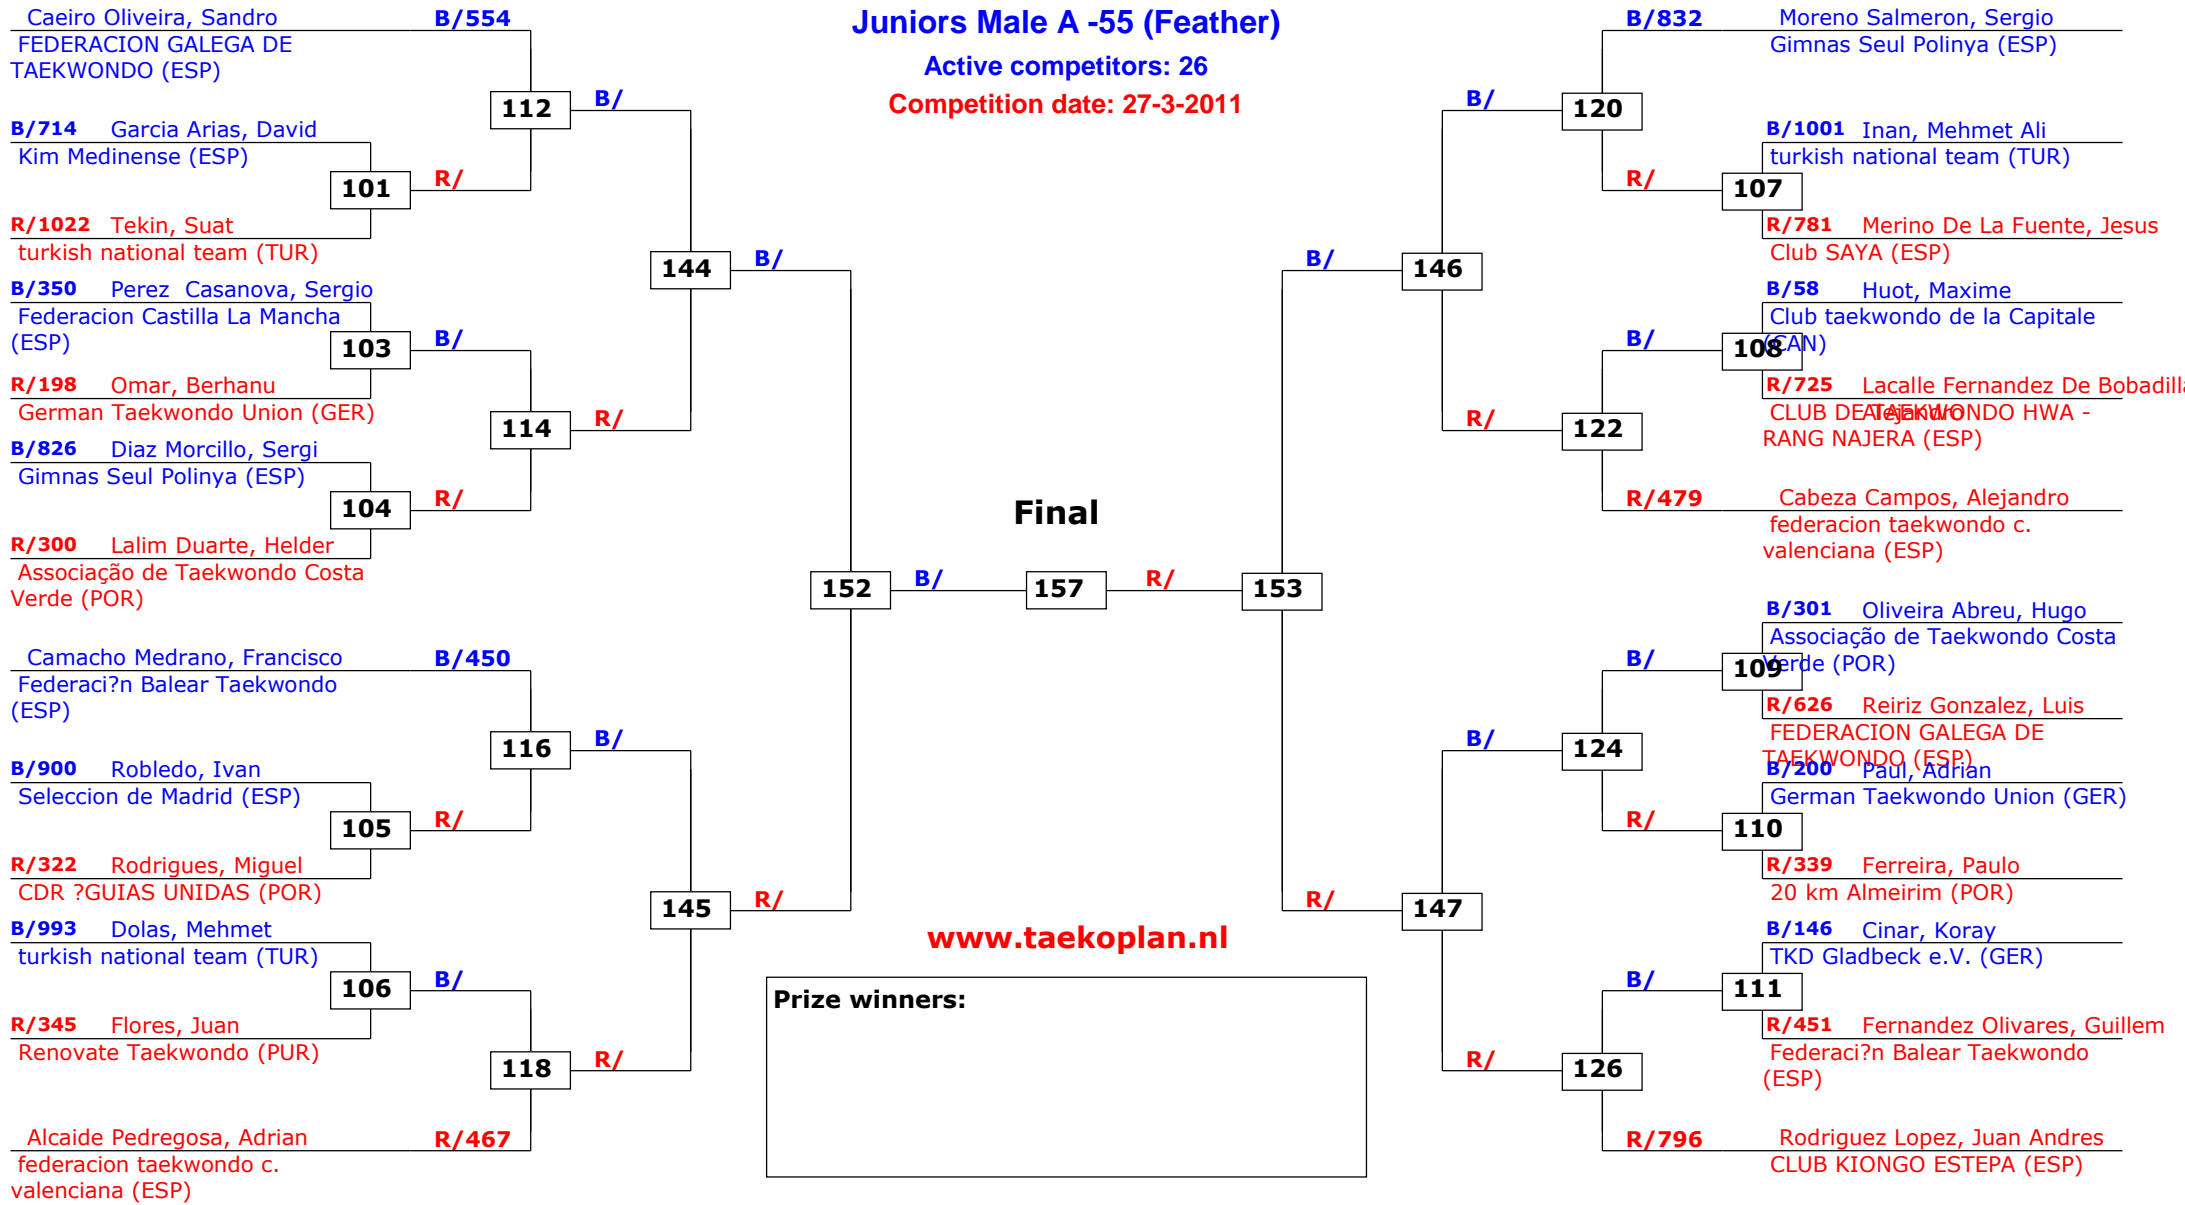 Juniors Male A -55 (Feather)
Active competitors: 26
Competition date: 27-3-2011
Caeiro Oliveira, Sandro
B/554
FEDERACION GALEGA DE
TAEKWONDO (ESP)
112
B/
B/714 Garcia Arias, David
Kim Medinense (ESP)
101
R/
R/1022 Tekin, Suat
turkish national team (TUR)
144
B/
B/350 Perez  Casanova, Sergio
Federacion Castilla La Mancha
(ESP)
103
B/
R/198 Omar, Berhanu
German Taekwondo Union (GER)
114
R/
B/826 Diaz Morcillo, Sergi
Gimnas Seul Polinya (ESP)
104
R/
R/300 Lalim Duarte, Helder
Associação de Taekwondo Costa
Verde (POR)
152
B/
Camacho Medrano, Francisco
B/450
Federaci?n Balear Taekwondo
(ESP)
116
B/
B/900 Robledo, Ivan
Seleccion de Madrid (ESP)
105
R/
R/322 Rodrigues, Miguel
CDR ?GUIAS UNIDAS (POR)
145
R/
B/993 Dolas, Mehmet
turkish national team (TUR)
106
B/
R/345 Flores, Juan
Renovate Taekwondo (PUR)
118
R/
Alcaide Pedregosa, Adrian
R/467
federacion taekwondo c.
valenciana (ESP)
Final
157
R/
153
www.taekoplan.nl
Prize winners:
B/832
Moreno Salmeron, Sergio
Gimnas Seul Polinya (ESP)
B/
120
B/1001 Inan, Mehmet Ali
turkish national team (TUR)
R/
107
R/781 Merino De La Fuente, Jesus
Club SAYA (ESP)
B/
146
B/58 Huot, Maxime
Club taekwondo de la Capitale
(CAN)
B/
108
R/725 Lacalle Fernandez De Bobadilla
Alejandro
CLUB DE TAEKWONDO HWA -
RANG NAJERA (ESP)
R/
122
R/479
Cabeza Campos, Alejandro
federacion taekwondo c.
valenciana (ESP)
B/301 Oliveira Abreu, Hugo
Associação de Taekwondo Costa
Verde (POR)
B/
109
R/626 Reiriz Gonzalez, Luis
FEDERACION GALEGA DE
TAEKWONDO (ESP)
B/
124
B/200 Paul, Adrian
German Taekwondo Union (GER)
R/
110
R/339 Ferreira, Paulo
20 km Almeirim (POR)
R/
147
B/146 Cinar, Koray
TKD Gladbeck e.V. (GER)
B/
111
R/451 Fernandez Olivares, Guillem
Federaci?n Balear Taekwondo
(ESP)
R/
126
R/796
Rodriguez Lopez, Juan Andres
CLUB KIONGO ESTEPA (ESP)